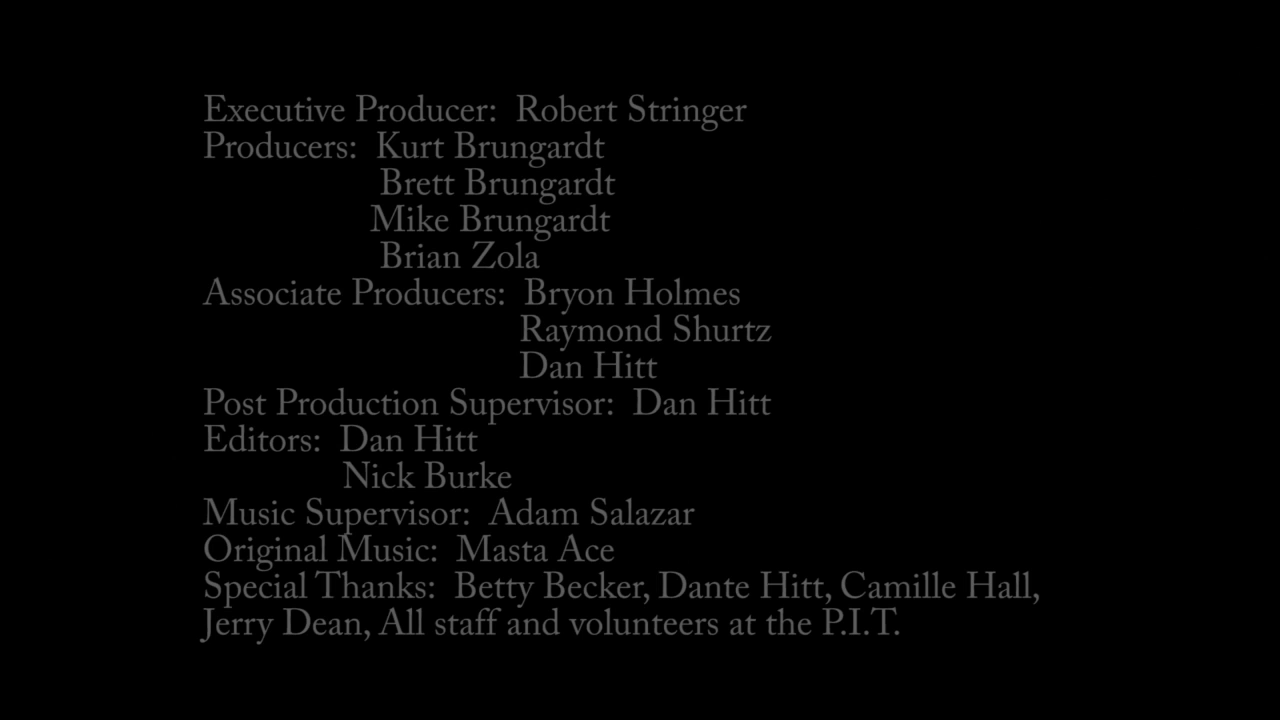 Executive Producer:  Robert Stringer
Producers:  Kurt Brungardt
Brett Brungardt
Mike Brungardt
Brian Zola
Associate Producers:  Bryon Holmes
Raymond Shurtz
Dan Hitt
Post Production Supervisor:  Dan Hitt
Editors:  Dan Hitt
Nick Burke
Music Supervisor:  Adam Salazar
Original Music:  Masta Ace
Special Thanks:  Betty Becker, Dante Hitt, Camille Hall,
Jerry Dean, All staff and volunteers at the P.I.T.